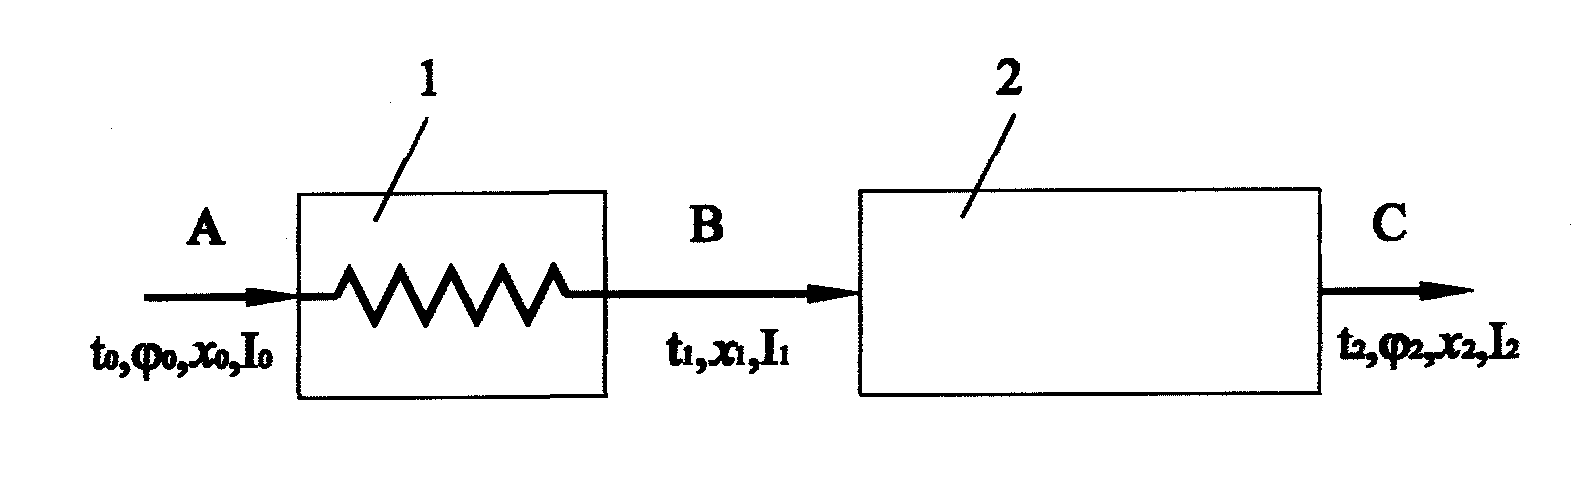 1
2
A
B
C
t₀,φ₀,x₀,I₀
t₁,x₁,I₁
t₂,φ₂,x₂,I₂